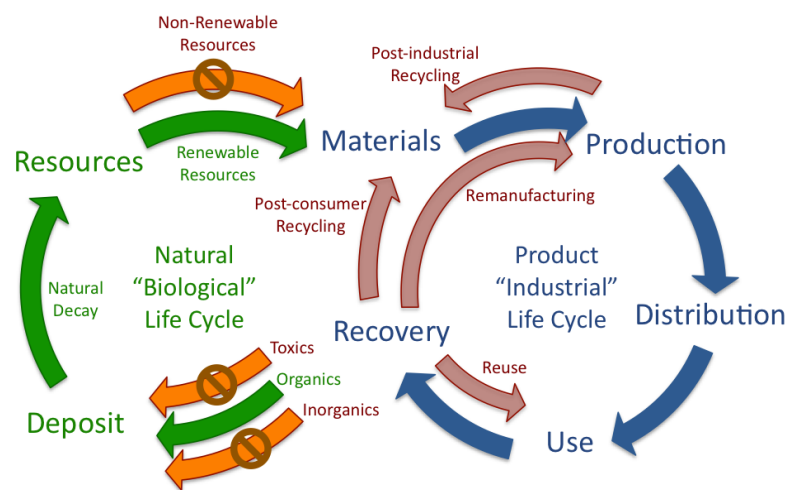 Non-Renewable
Resources
Post-industrial
Recycling
Materials
Production
Resources
Renewable
Resources
Post-consumer
Recycling
Remanufacturing
Natural
“Biological”
Life Cycle
Product
“Industrial”
Life Cycle
Natural
Decay
Distribution
Recovery
Toxics
Reuse
Organics
Inorganics
Deposit
Use